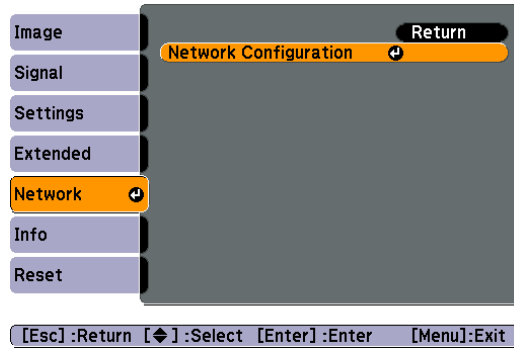 Image
Signal
Settings
Extended
Network
Info
Reset
Return
Network Configuration
[Esc] :Return [◆] :Select [Enter] :Enter [Menu]:Exit